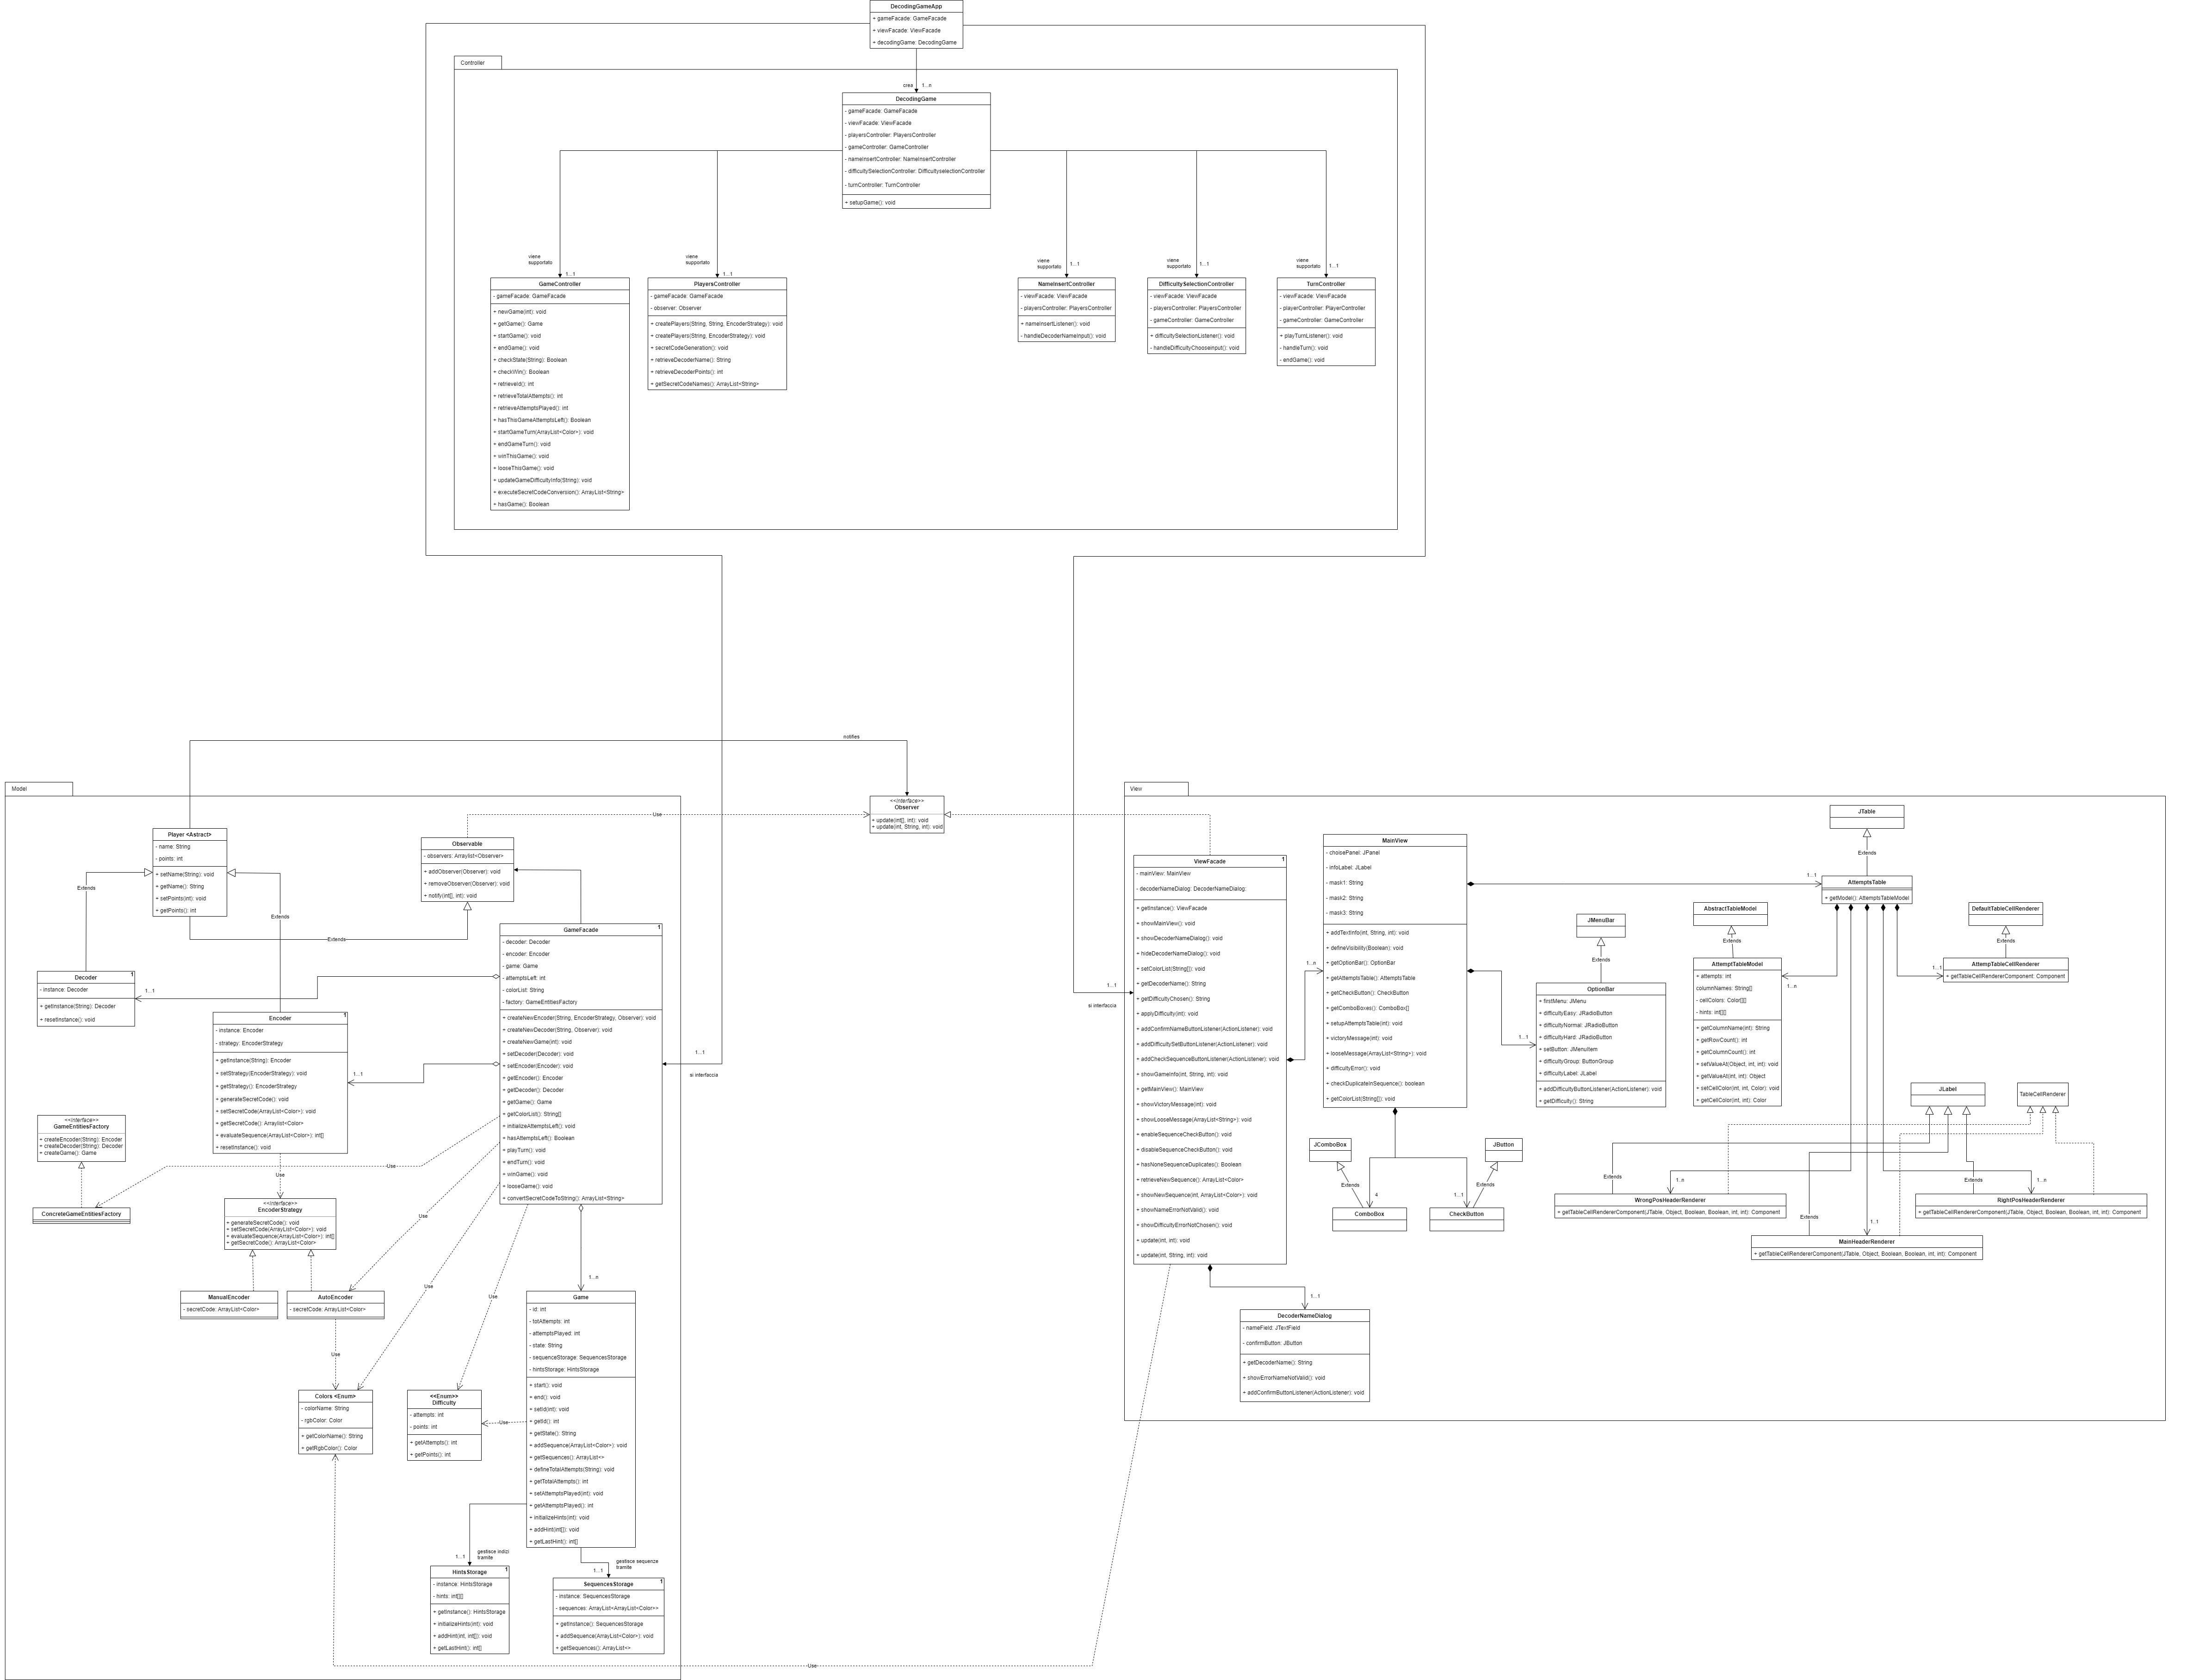 DecodingGameApp
+ gameFacade: GameFacade
+ viewFacade: ViewFacade
+ decodingGame: DecodingGame
Controller
crea
1...n
DecodingGame
- gameFacade: GameFacade
- viewFacade: ViewFacade
- playersController: PlayersController
- gameController: GameController
- nameInsertController: NameInsertController
- difficultySelectionController: DifficultyselectionController
- turnController: TurnController
+ setupGame(): void
viene
supportato
1...1
viene
supportato
1...1
viene
supportato
1...1
viene
supportato
1...1
viene
supportato
1...1
GameController
- gameFacade: GameFacade
+ newGame(int): void
+ getGame(): Game
+ startGame(): void
+ endGame(): void
+ checkState(String): Boolean
+ checkWin(): Boolean
+ retrieveId(): int
+ retrieveTotalAttempts(): int
+ retrieveAttemptsPlayed(): int
+ hasThisGameAttemptsLeft(): Boolean
+ startGameTurn(ArrayList<Color>): void
+ endGameTurn(): void
+ winThisGame(): void
+ looseThisGame(): void
+ updateGameDifficultyInfo(String): void
+ executeSecretCodeConversion(): ArrayList<String>
+ hasGame(): Boolean
PlayersController
- gameFacade: GameFacade
- observer: Observer
+ createPlayers(String, String, EncoderStrategy): void
+ createPlayers(String, EncoderStrategy): void
+ secretCodeGeneration(): void
+ retrieveDecoderName(): String
+ retrieveDecoderPoints(): int
+ getSecretCodeNames(): ArrayList<String>
NameInsertController
- viewFacade: ViewFacade
- playersController: PlayersController
+ nameInsertListener(): void
- handleDecoderNameInput(): void
DifficultySelectionController
- viewFacade: ViewFacade
- playersController: PlayersController
- gameController: GameController
+ difficultySelectionListener(): void
- handleDifficultyChooseInput(): void
TurnController
- viewFacade: ViewFacade
- playerController: PlayerController
- gameController: GameController
+ playTurnListener(): void
- handleTurn(): void
- endGame(): void
notifies
Model
<<interface>>
Observer
+ update(int[], int): void
+ update(int, String, int): void
Use
Player <Astract>
- name: String
- points: int
+ setName(String): void
+ getName(): String
+ setPoints(int): void
+ getPoints(): int
Observable
- observers: Arraylist<Observer>
+ addObserver(Observer): void
+ removeObserver(Observer): void
+ notify(int[], int): void
Extends
Extends
Extends
GameFacade
1
- decoder: Decoder
- encoder: Encoder
- game: Game
- attemptsLeft: int
- colorList: String
- factory: GameEntitiesFactory
+ createNewEncoder(String, EncoderStrategy, Observer): void
+ createNewDecoder(String, Observer): void
+ createNewGame(int): void
+ setDecoder(Decoder): void
+ setEncoder(Encoder): void
+ getEncoder(): Encoder
+ getDecoder(): Decoder
+ getGame(): Game
+ getColorList(): String[]
+ initializeAttemptsLeft(): void
+ hasAttemptsLeft(): Boolean
+ playTurn(): void
+ endTurn(): void
+ winGame(): void
+ looseGame(): void
+ convertSecretCodeToString(): ArrayList<String>
1...1
si interfaccia
Decoder
1
- instance: Decoder
+ getInstance(String): Decoder
+ resetInstance(): void
1...1
Encoder
1
- instance: Encoder
- strategy: EncoderStrategy
+ getInstance(String): Encoder
+ setStrategy(EncoderStrategy): void
+ getStrategy(): EncoderStrategy
+ generateSecretCode(): void
+ setSecretCode(ArrayList<Color>): void
+ getSecretCode(): Arraylist<Color>
+ evaluateSequence(ArrayList<Color>): int[]
+ resetInstance(): void
1...1
<<interface>>
GameEntitiesFactory
+ createEncoder(String): Encoder
+ createDecoder(String): Decoder
+ createGame(): Game
Use
Use
ConcreteGameEntitiesFactory
<<interface>>
EncoderStrategy
+ generateSecretCode(): void
+ setSecretCode(ArrayList<Color>): void
+ evaluateSequence(ArrayList<Color>): int[]
+ getSecretCode(): ArrayList<Color>
Use
Use
Use
ManualEncoder
- secretCode: ArrayList<Color>
AutoEncoder
- secretCode: ArrayList<Color>
Use
1...n
Game
- id: int
- totAttempts: int
- attemptsPlayed: int
- state: String
- sequenceStorage: SequencesStorage
- hintsStorage: HintsStorage
+ start(): void
+ end(): void
+ setId(int): void
+ getId(): int
+ getState(): String
+ addSequence(ArrayList<Color>): void
+ getSequences(): ArrayList<>
+ defineTotalAttempts(String): void
+ getTotalAttempts(): int
+ setAttemptsPlayed(int): void
+ getAttemptsPlayed(): int
+ initializeHints(int): void
+ addHint(int[]): void
+ getLastHint(): int[]
Colors <Enum>
- colorName: String
- rgbColor: Color
+ getColorName(): String
+ getRgbColor(): Color
<<Enum>>
Difficulty
- attempts: int
- points: int
+ getAttempts(): int
+ getPoints(): int
Use
gestisce indizi
tramite
1...1
gestisce sequenze
tramite
1...1
HintsStorage
1
- instance: HintsStorage
- hints: int[][]
+ getInstance(): HintsStorage
+ initializeHints(int): void
+ addHint(int, int[]): void
+ getLastHint(): int[]
SequencesStorage
1
- instance: SequencesStorage
- sequences: ArrayList<ArrayList<Color>>
+ getInstance(): SequencesStorage
+ addSequence(ArrayList<Color>): void
+ getSequences(): ArrayList<>
Use
View
1...1
si interfaccia
ViewFacade
1
- mainView: MainView
- decoderNameDialog: DecoderNameDialog;
+ getInstance(): ViewFacade
+ showMainView(): void
+ showDecoderNameDialog(): void
+ hideDecoderNameDialog(): void
+ setColorList(String[]): void
+ getDecoderName(): String
+ getDifficultyChosen(): String
+ applyDifficulty(int): void
+ addConfirmNameButtonListener(ActionListener): void
+ addDifficultySetButtonListener(ActionListener): void
+ addCheckSequenceButtonListener(ActionListener): void
+ showGameInfo(int, String, int): void
+ getMainView(): MainView
+ showVictoryMessage(int): void
+ showLooseMessage(ArrayList<String>): void
+ enableSequenceCheckButton(): void
+ disableSequenceCheckButton(): void
+ hasNoneSequenceDuplicates(): Boolean
+ retrieveNewSequence(): ArrayList<Color>
+ showNewSequence(int, ArrayList<Color>): void
+ showNameErrorNotValid(): void
+ showDifficultyErrorNotChosen(): void
+ update(int, int): void
+ update(int, String, int): void
1...n
MainView
- choisePanel: JPanel
- infoLabel: JLabel
- mask1: String
- mask2: String
- mask3: String
+ addTextInfo(int, String, int): void
+ defineVisibility(Boolean): void
+ getOptionBar(): OptionBar
+ getAttemptsTable(): AttemptsTable
+ getCheckButton(): CheckButton
+ getComboBoxes(): ComboBox[]
+ setupAttemptsTable(int): void
+ victoryMessage(int): void
+ looseMessage(ArrayList<String>): void
+ difficultyError(): void
+ checkDuplicateInSequence(): boolean
+ getColorList(String[]): void
JTable
Extends
1...1
AttemptsTable
+ getModel(): AttemptsTableModel
JMenuBar
Extends
1...1
OptionBar
+ firstMenu: JMenu
+ difficultyEasy: JRadioButton
+ difficultyNormal: JRadioButton
+ difficultyHard: JRadioButton
+ setButton: JMenuItem
+ difficultyGroup: ButtonGroup
+ difficultyLabel: JLabel
+ addDifficultyButtonListener(ActionListener): void
+ getDifficulty(): String
AbstractTableModel
Extends
AttemptTableModel
+ attempts: int
columnNames: String[]
- cellColors: Color[][]
- hints: int[][]
+ getColumnName(int): String
+ getRowCount(): int
+ getColumnCount(): int
+ setValueAt(Object, int, int): void
+ getValueAt(int, int): Object
+ setCellColor(int, int, Color): void
+ getCellColor(int, int): Color
1...n
DefaultTableCellRenderer
Extends
1...1
AttempTableCellRenderer
+ getTableCellRendererComponent: Component
JLabel
TableCellRenderer
JComboBox
Extends
JButton
Extends
4
ComboBox
1...1
CheckButton
Extends
1...n
WrongPosHeaderRenderer
+ getTableCellRendererComponent(JTable, Object, Boolean, Boolean, int, int): Component
Extends
1...n
RightPosHeaderRenderer
+ getTableCellRendererComponent(JTable, Object, Boolean, Boolean, int, int): Component
Extends
1...1
MainHeaderRenderer
+ getTableCellRendererComponent(JTable, Object, Boolean, Boolean, int, int): Component
1...1
DecoderNameDialog
- nameField: JTextField
- confirmButton: JButton
+ getDecoderName(): String
+ showErrorNameNotValid(): void
+ addConfirmButtonListener(ActionListener): void